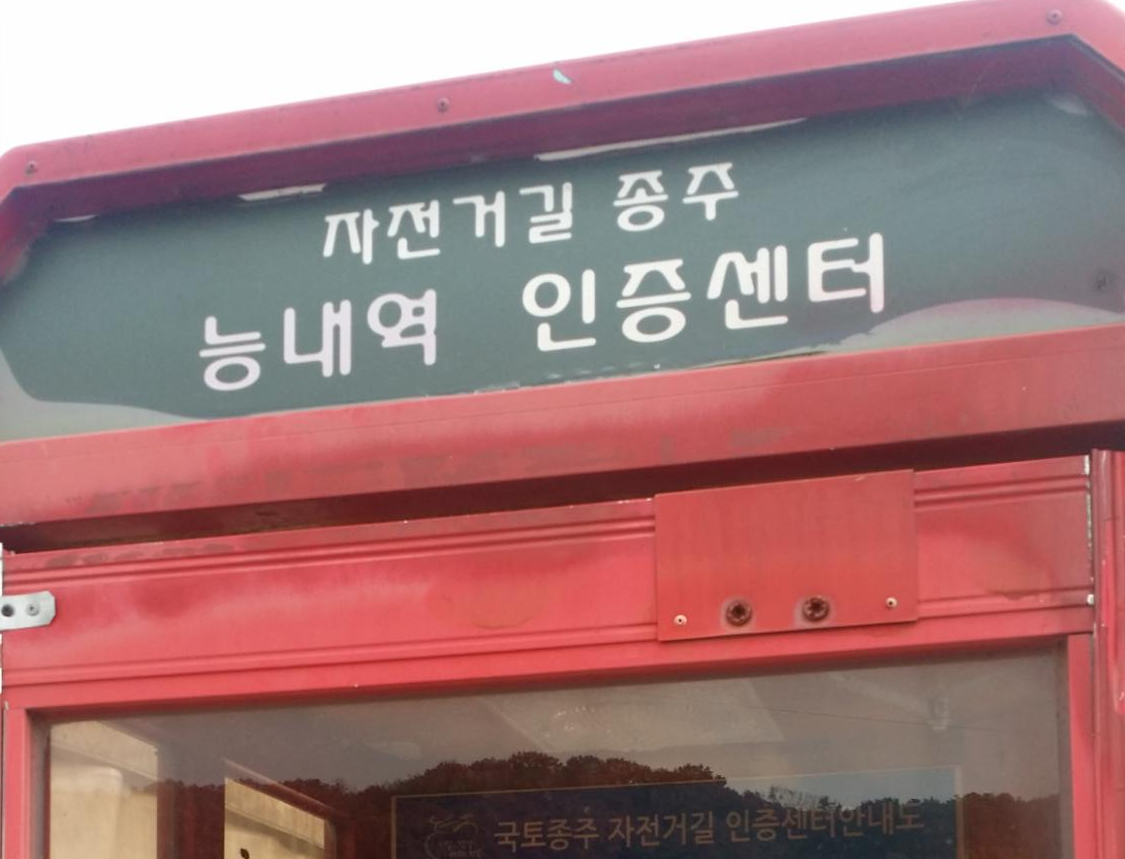 자전거길 종주
능내역 인증센터
국토종주 자전거길 인증센터안내도